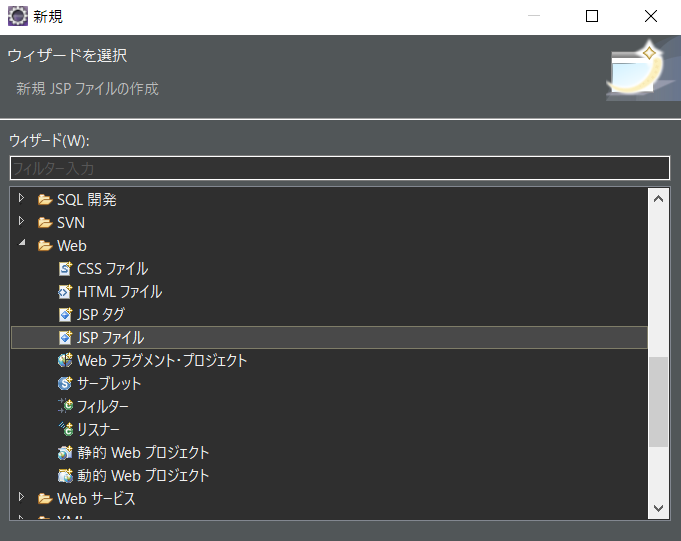 新規
ウィザードを選択
新規 JSP ファイルの作成
ウィザード(W):
フィルター入力
SQL 開発
SVN
Web
CSS ファイル
HTML ファイル
JSP タグ
JSP ファイル
Web フラグメント・プロジェクト
サーブレット
フィルター
リスナー
静的 Web プロジェクト
動的 Web プロジェクト
Web サービス